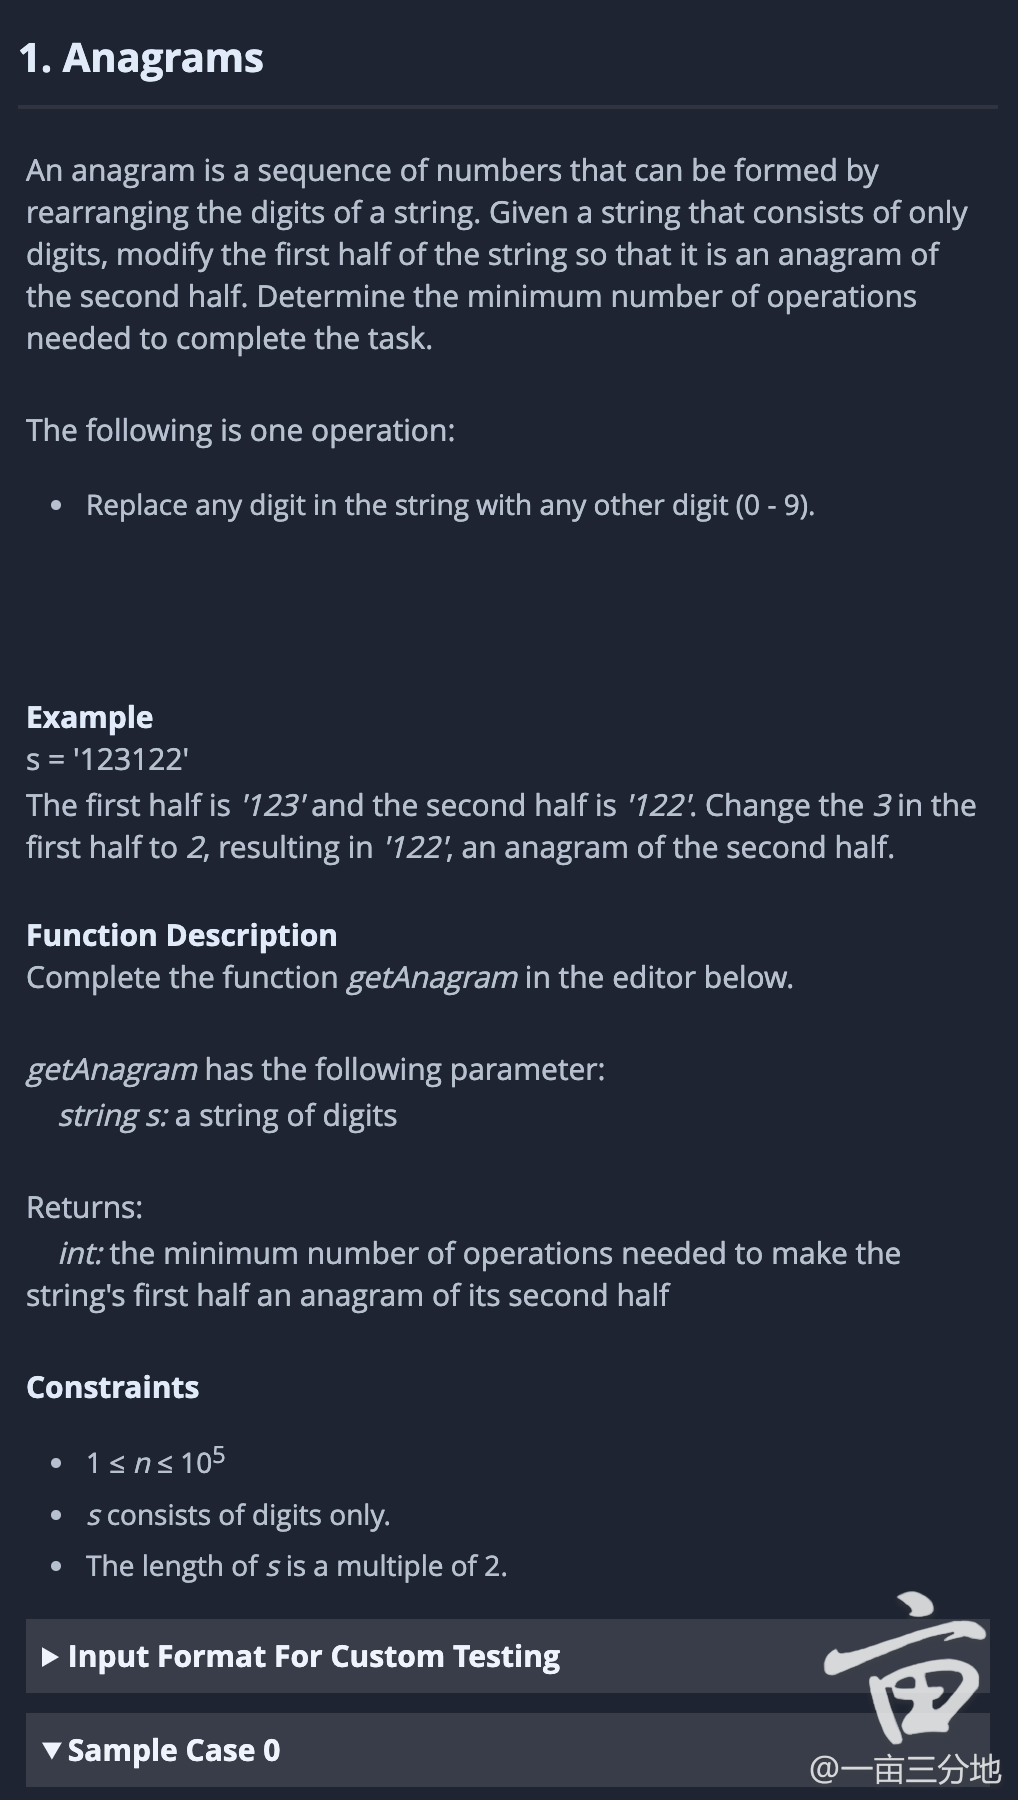 1. Anagrams
An anagram is a sequence of numbers that can be formed by
rearranging the digits of a string. Given a string that consists of only
digits, modify the first half of the string so that it is an anagram of
the second half. Determine the minimum number of operations
needed to complete the task.
The following is one operation:
• Replace any digit in the string with any other digit (0 - 9).
Example
s = '123122'
The first half is '123' and the second half is '122'. Change the 3 in the
first half to 2, resulting in '122', an anagram of the second half.
Function Description
Complete the function getAnagram in the editor below.
getAnagram has the following parameter:
string s: a string of digits
Returns:
int: the minimum number of operations needed to make the
string's first half an anagram of its second half
Constraints
• 1 ≤ n ≤ 10⁵
• s consists of digits only.
• The length of s is a multiple of 2.
▶ Input Format For Custom Testing
▼ Sample Case 0
亩
@一亩三分地